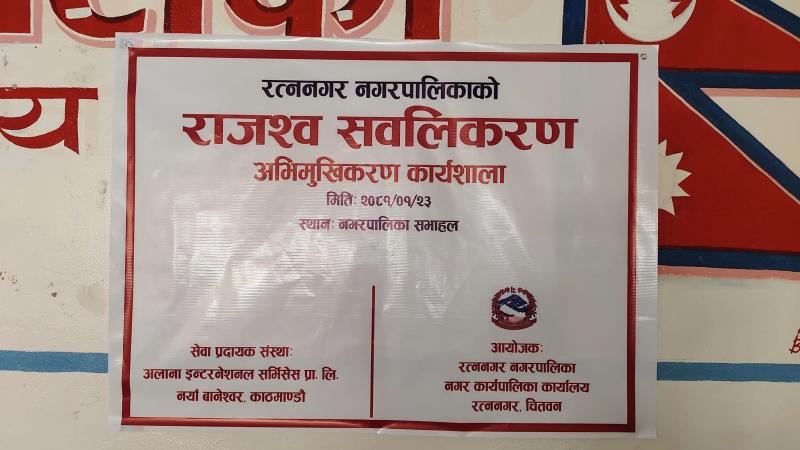 रत्ननगर नगरपालिकाको
राजश्व सवलिकरण
अभिमुखिकरण कार्यशाला
मिति: २०८१/०१/२३
स्थान: नगरपालिका सभाहल
सेवा प्रदायक संस्था:
अलाना इन्टरनेशनल सर्मिसेस प्रा. लि.
नयाँ बानेश्वर, काठमाण्डौ
आयोजक:
रत्ननगर नगरपालिका
नगर कार्यपालिका कार्यालय
रत्ननगर, चितवन